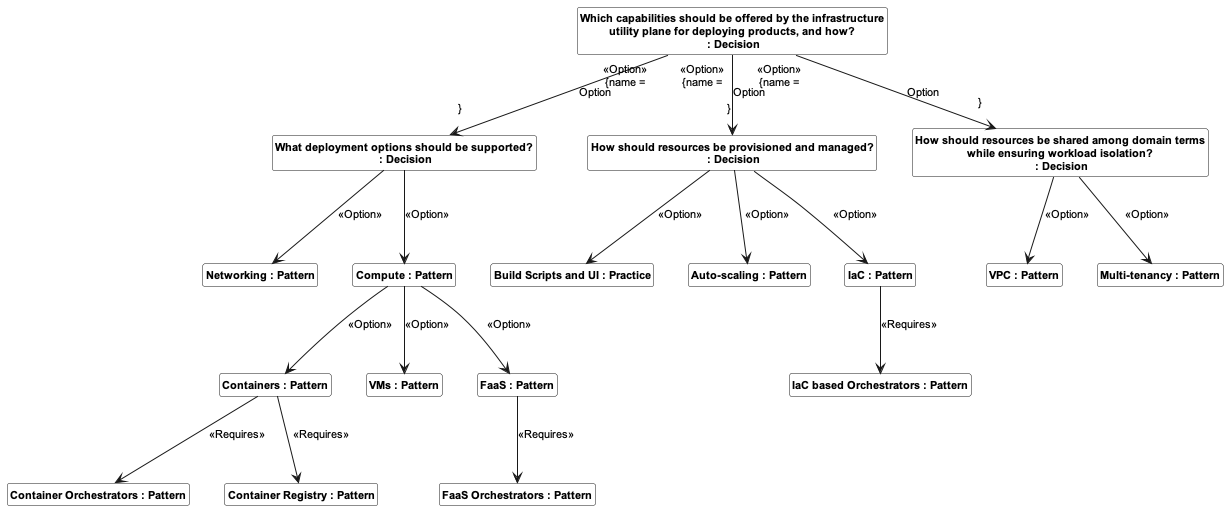 Which capabilities should be offered by the infrastructure
utility plane for deploying products, and how?
: Decision
«Option»
{name =
Option
}
«Option»
{name =
Option
}
«Option»
{name =
Option
}
What deployment options should be supported?
: Decision
How should resources be provisioned and managed?
: Decision
How should resources be shared among domain terms
while ensuring workload isolation?
: Decision
«Option»
«Option»
«Option»
«Option»
«Option»
«Option»
«Option»
Networking : Pattern
Compute : Pattern
Build Scripts and UI : Practice
Auto-scaling : Pattern
IaC : Pattern
VPC : Pattern
Multi-tenancy : Pattern
«Option»
«Option»
«Option»
«Requires»
Containers : Pattern
VMs : Pattern
FaaS : Pattern
IaC based Orchestrators : Pattern
«Requires»
«Requires»
«Requires»
Container Orchestrators : Pattern
Container Registry : Pattern
FaaS Orchestrators : Pattern